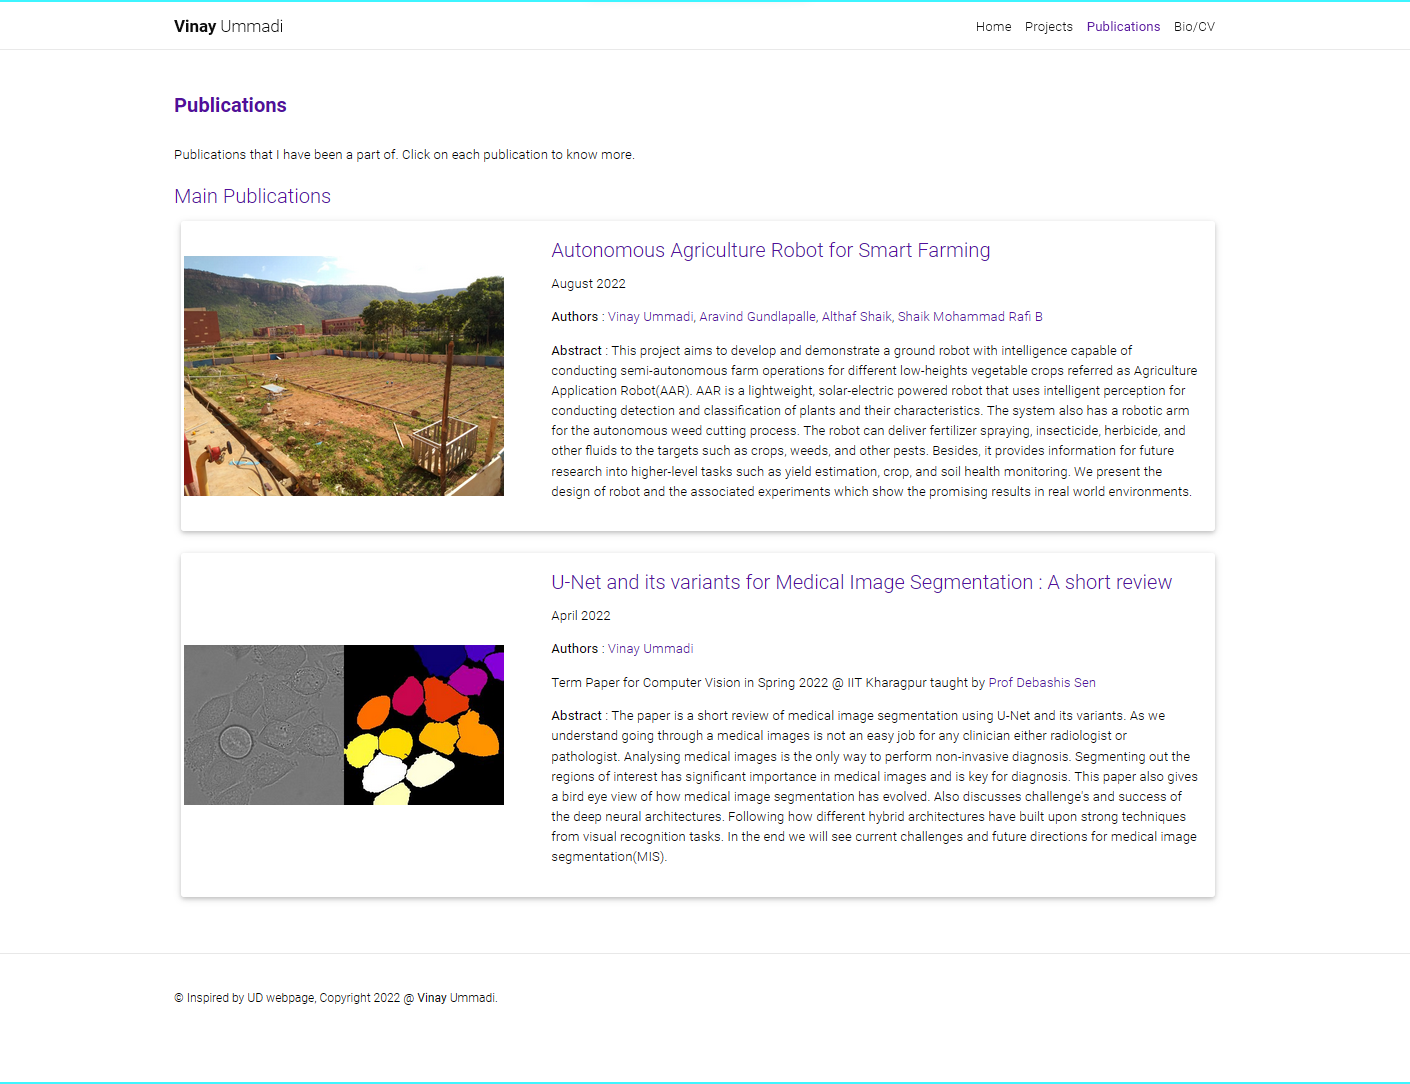 Vinay Ummadi
Home Projects Publications Bio/CV
Publications
Publications that I have been a part of. Click on each publication to know more.
Main Publications
Autonomous Agriculture Robot for Smart Farming
August 2022
Authors : Vinay Ummadi, Aravind Gundlapalle, Althaf Shaik, Shaik Mohammad Rafi B
Abstract : This project aims to develop and demonstrate a ground robot with intelligence capable of
conducting semi-autonomous farm operations for different low-heights vegetable crops referred as Agriculture
Application Robot(AAR). AAR is a lightweight, solar-electric powered robot that uses intelligent perception for
conducting detection and classification of plants and their characteristics. The system also has a robotic arm
for the autonomous weed cutting process. The robot can deliver fertilizer spraying, insecticide, herbicide, and
other fluids to the targets such as crops, weeds, and other pests. Besides, it provides information for future
research into higher-level tasks such as yield estimation, crop, and soil health monitoring. We present the
design of robot and the associated experiments which show the promising results in real world environments.
U-Net and its variants for Medical Image Segmentation : A short review
April 2022
Authors : Vinay Ummadi
Term Paper for Computer Vision in Spring 2022 @ IIT Kharagpur taught by Prof Debashis Sen
Abstract : The paper is a short review of medical image segmentation using U-Net and its variants. As we
understand going through a medical images is not an easy job for any clinician either radiologist or
pathologist. Analysing medical images is the only way to perform non-invasive diagnosis. Segmenting out the
regions of interest has significant importance in medical images and is key for diagnosis. This paper also gives
a bird eye view of how medical image segmentation has evolved. Also discusses challenge's and success of
the deep neural architectures. Following how different hybrid architectures have built upon strong techniques
from visual recognition tasks. In the end we will see current challenges and future directions for medical image
segmentation(MIS).
© Inspired by UD webpage, Copyright 2022 @ Vinay Ummadi.